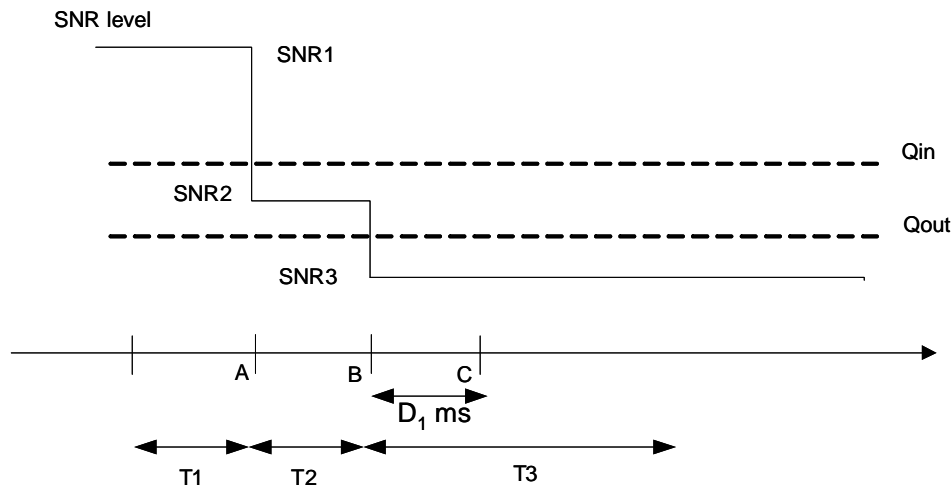 SNR level
SNR1
Qin
SNR2
Qout
SNR3
A B C
D₁ ms
T1 T2 T3